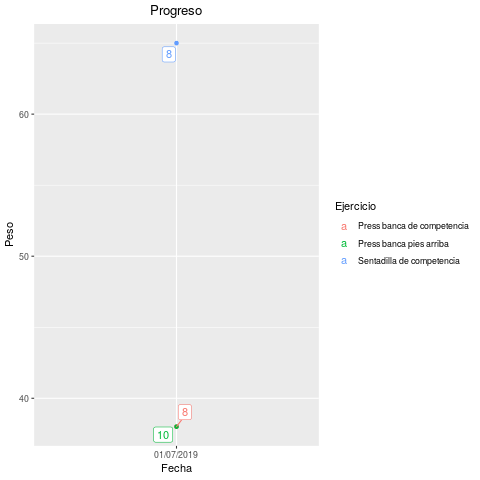 Progreso
8
60
50
40
8
10
01/07/2019
Fecha
Peso
Ejercicio
a Press banca de competencia
a Press banca pies arriba
a Sentadilla de competencia